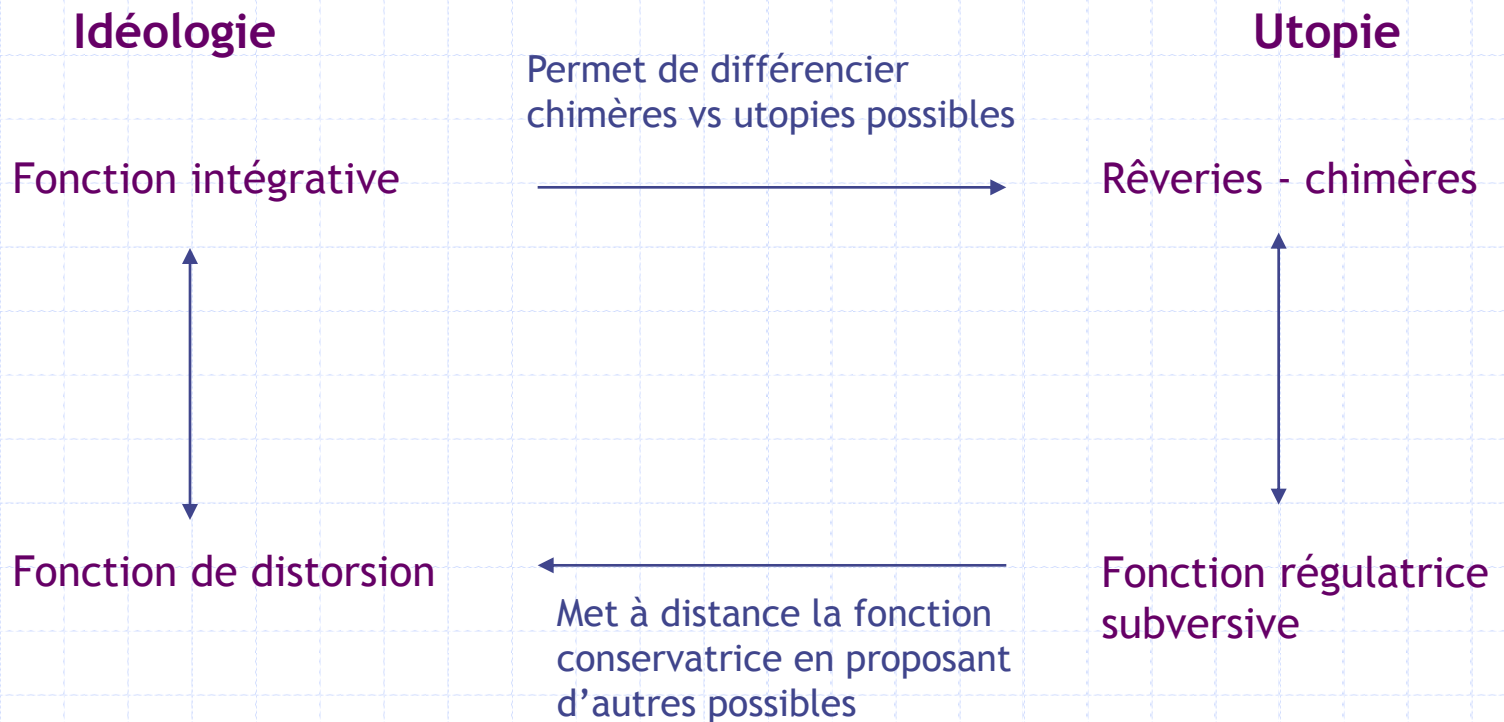 Idéologie
Utopie
Permet de différencier
chimères vs utopies possibles
Fonction intégrative
Rêveries - chimères
Fonction de distorsion
Fonction régulatrice
subversive
Met à distance la fonction
conservatrice en proposant
d’autres possibles